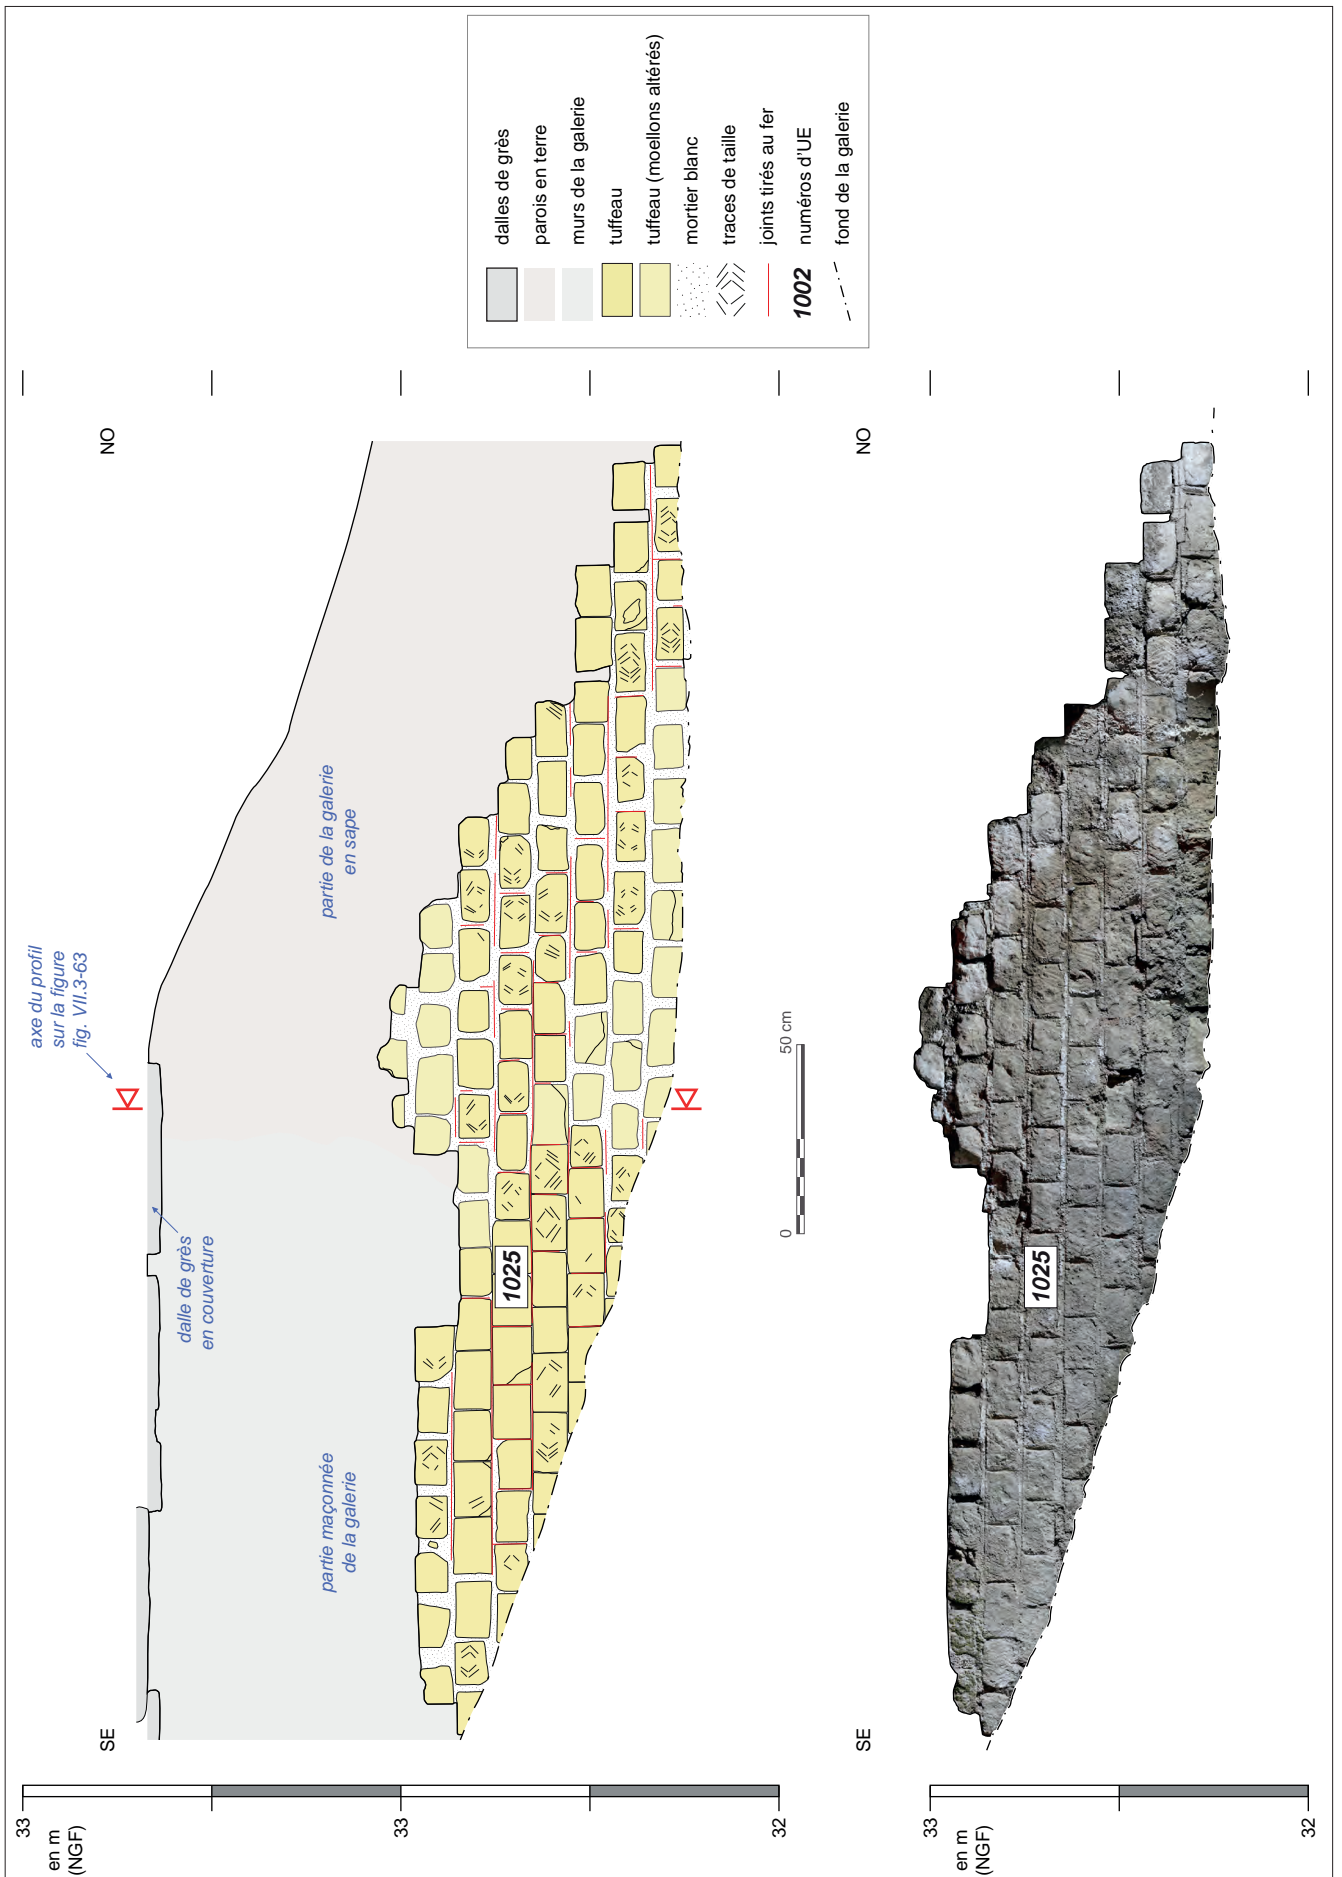 dalles de grès
parois en terre
murs de la galerie
tuffeau
tuffeau (moellons altérés)
mortier blanc
traces de taille
joints tirés au fer
1002
numéros d'UE
fond de la galerie
33
33
32
en m
(NGF)
SE
NO
axe du profil
sur la figure
fig. VII.3-63
dalle de grès
en couverture
partie maçonnée
de la galerie
partie de la galerie
en sape
1025
0
50 cm
33
32
en m
(NGF)
SE
NO
1025